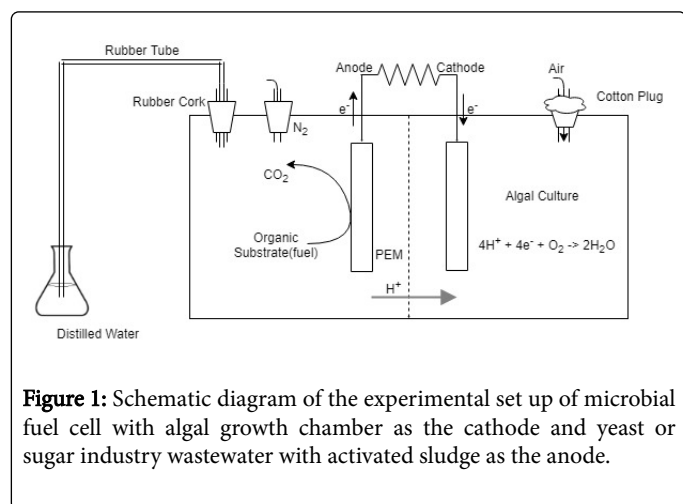 Rubber Tube
Anode
Cathode
Air
Rubber Cork
Cotton Plug
e⁻
e⁻
N₂
CO₂
Algal Culture
Organic
Substrate(fuel)
PEM
4H⁺ + 4e⁻ + O₂ -> 2H₂O
H⁺
Distilled Water
Figure 1: Schematic diagram of the experimental set up of microbial
fuel cell with algal growth chamber as the cathode and yeast or
sugar industry wastewater with activated sludge as the anode.